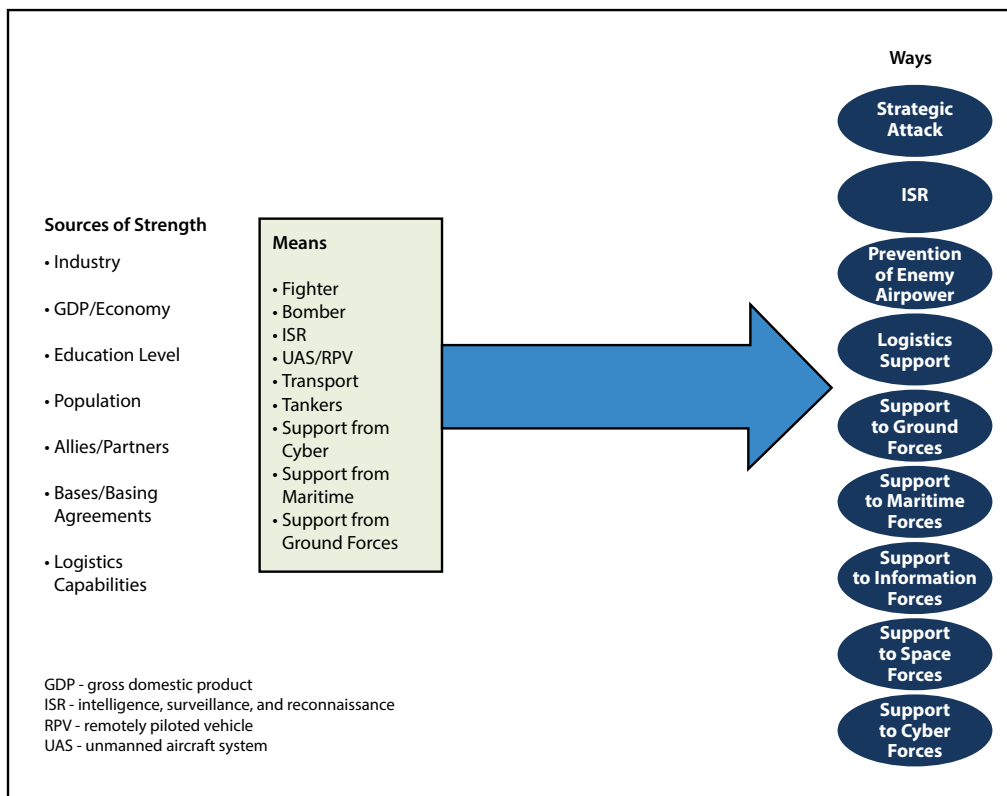 Ways
Strategic
Attack
ISR
Prevention
of Enemy
Airpower
Logistics
Support
Support
to Ground
Forces
Support
to Maritime
Forces
Support
to Information
Forces
Support
to Space
Forces
Support
to Cyber
Forces
Sources of Strength
• Industry
• GDP/Economy
• Education Level
• Population
• Allies/Partners
• Bases/Basing
Agreements
• Logistics
Capabilities
Means
• Fighter
• Bomber
• ISR
• UAS/RPV
• Transport
• Tankers
• Support from
Cyber
• Support from
Maritime
• Support from
Ground Forces
GDP - gross domestic product
ISR - intelligence, surveillance, and reconnaissance
RPV - remotely piloted vehicle
UAS - unmanned aircraft system